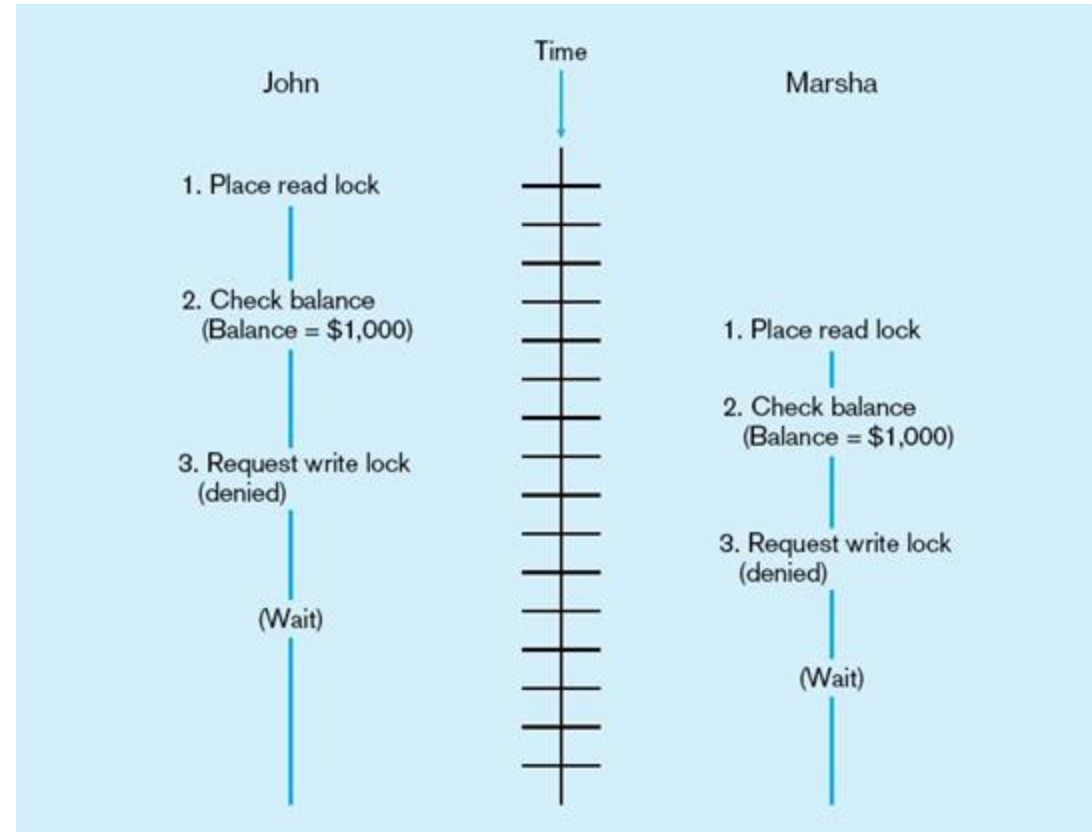 Time
John
Marsha
1. Place read lock
2. Check balance
(Balance = $1,000)
3. Request write lock
(denied)
(Wait)
1. Place read lock
2. Check balance
(Balance = $1,000)
3. Request write lock
(denied)
(Wait)